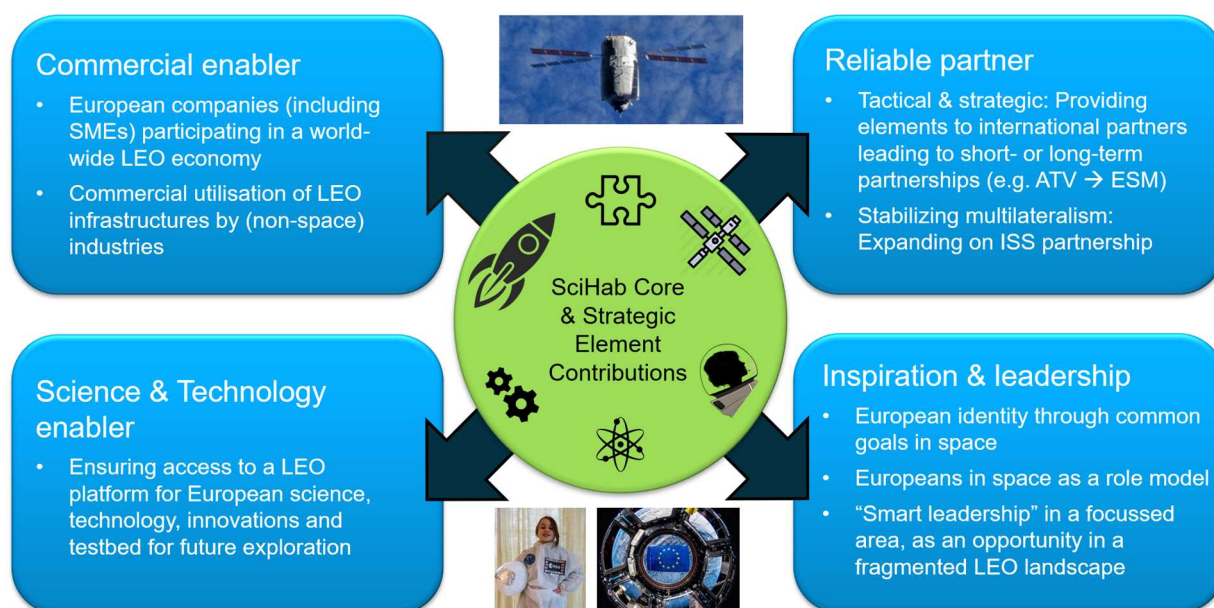 Commercial enabler
• European companies (including
SMEs) participating in a world-
wide LEO economy
• Commercial utilisation of LEO
infrastructures by (non-space)
industries
Reliable partner
• Tactical & strategic: Providing
elements to international partners
leading to short- or long-term
partnerships (e.g. ATV → ESM)
• Stabilizing multilateralism:
Expanding on ISS partnership
SciHab Core
& Strategic
Element
Contributions
Science & Technology
enabler
• Ensuring access to a LEO
platform for European science,
technology, innovations and
testbed for future exploration
Inspiration & leadership
• European identity through common
goals in space
• Europeans in space as a role model
• “Smart leadership” in a focussed
area, as an opportunity in a
fragmented LEO landscape